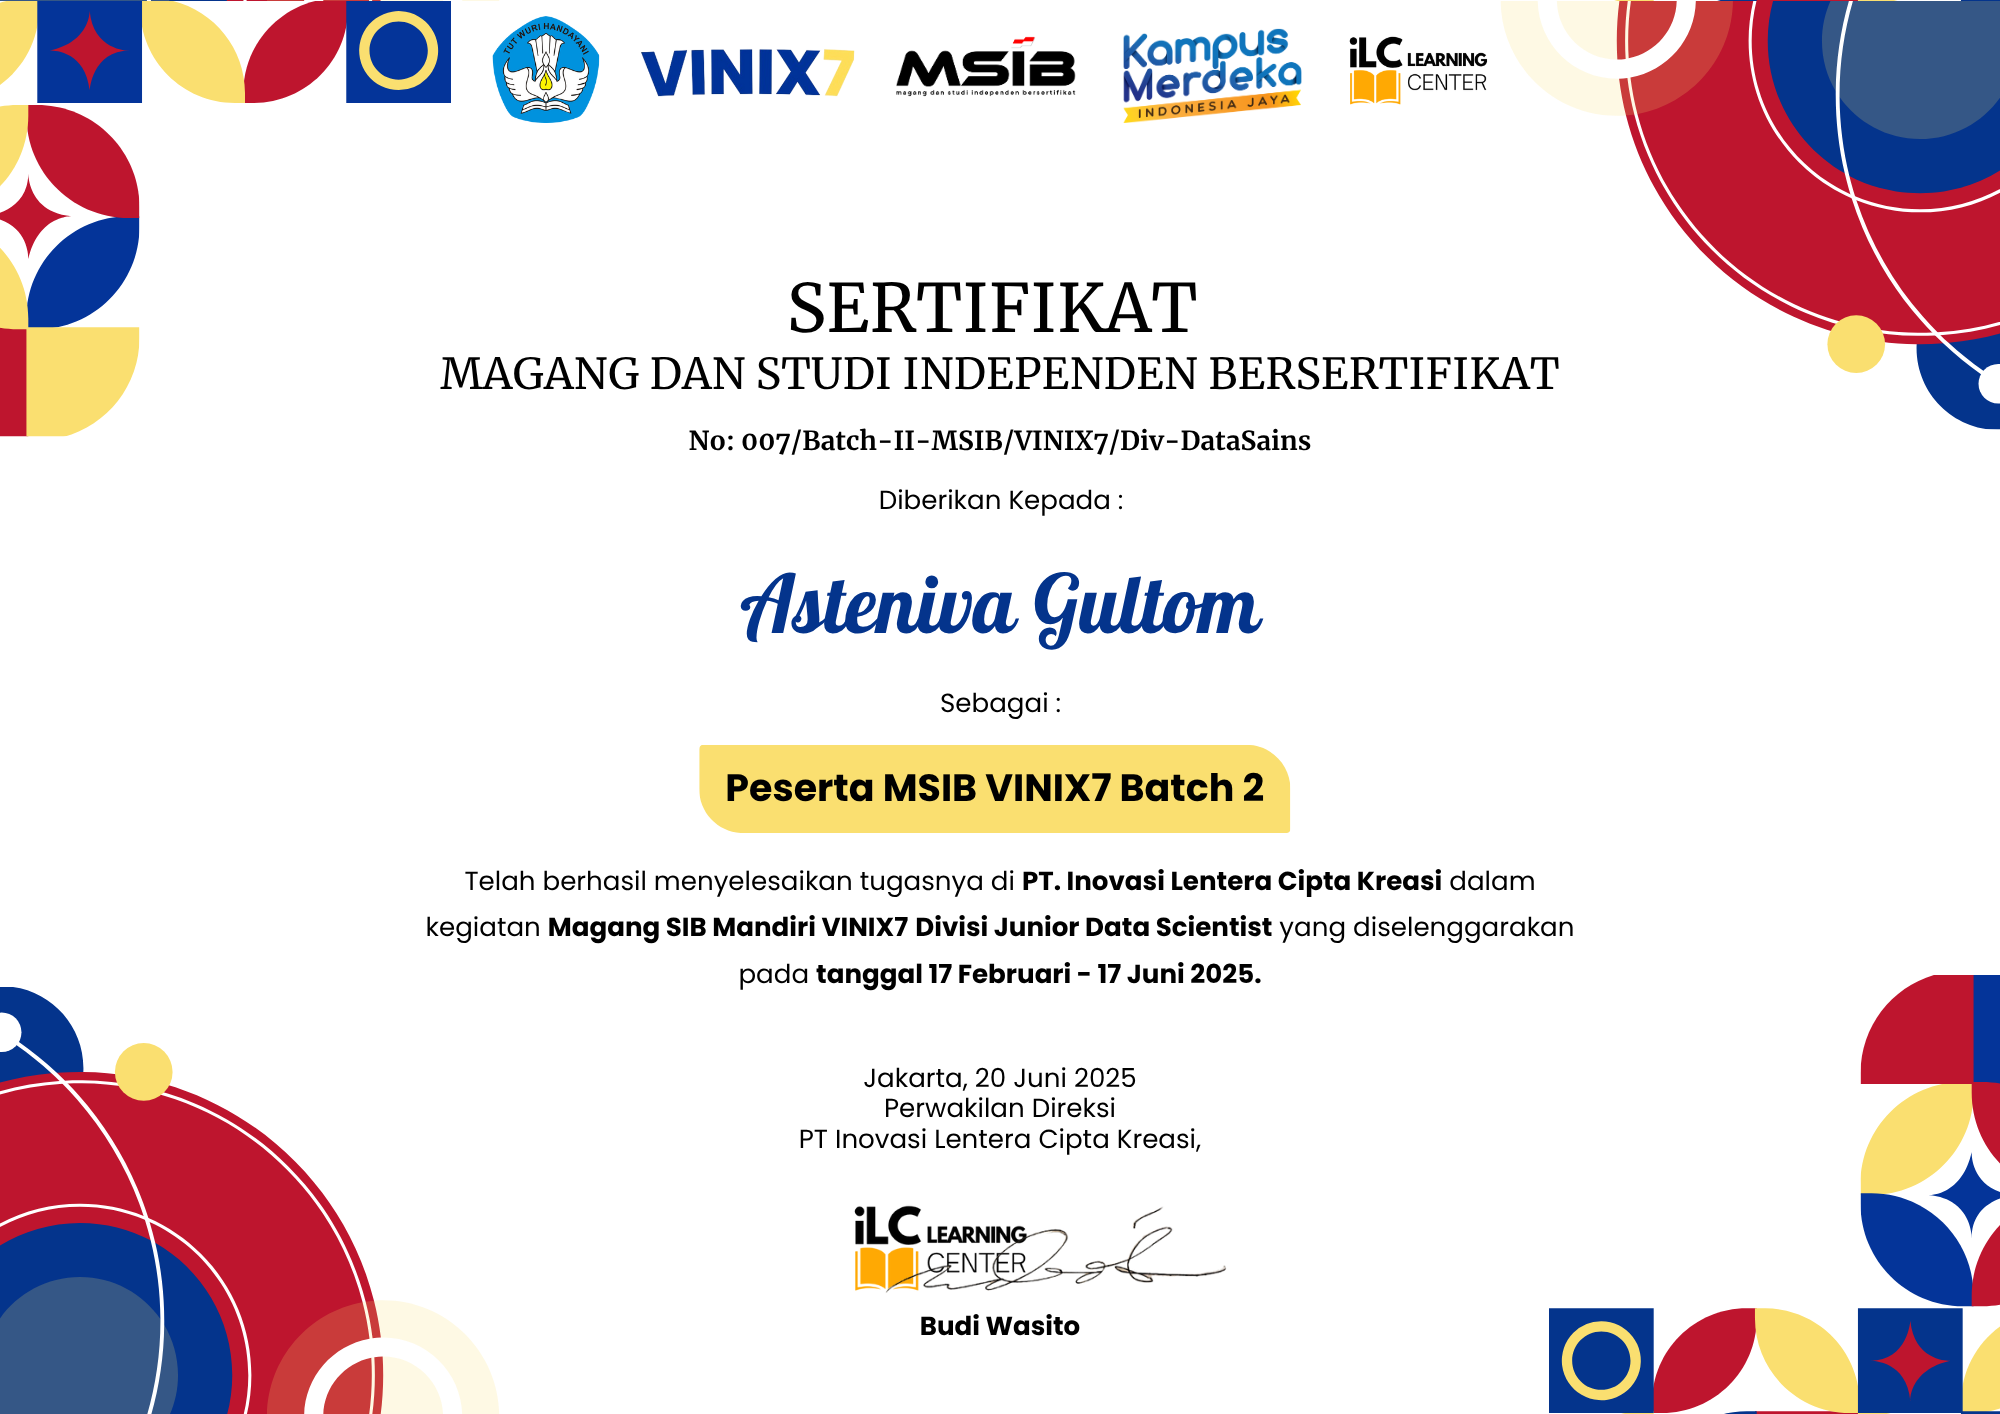 TUT WURI HANDAYANI
VINIX7
MSIB
magang dan studi independen bersertifikat
Kampus
Merdeka
INDONESIA JAYA
iLC LEARNING
CENTER
SERTIFIKAT
MAGANG DAN STUDI INDEPENDEN BERSERTIFIKAT
No: 007/Batch-II-MSIB/VINIX7/Div-DataSains
Diberikan Kepada :
Asteniva Gultom
Sebagai :
Peserta MSIB VINIX7 Batch 2
Telah berhasil menyelesaikan tugasnya di PT. Inovasi Lentera Cipta Kreasi dalam
kegiatan Magang SIB Mandiri VINIX7 Divisi Junior Data Scientist yang diselenggarakan
pada tanggal 17 Februari - 17 Juni 2025.
Jakarta, 20 Juni 2025
Perwakilan Direksi
PT Inovasi Lentera Cipta Kreasi,
iLC LEARNING
CENTER
Budi Wasito